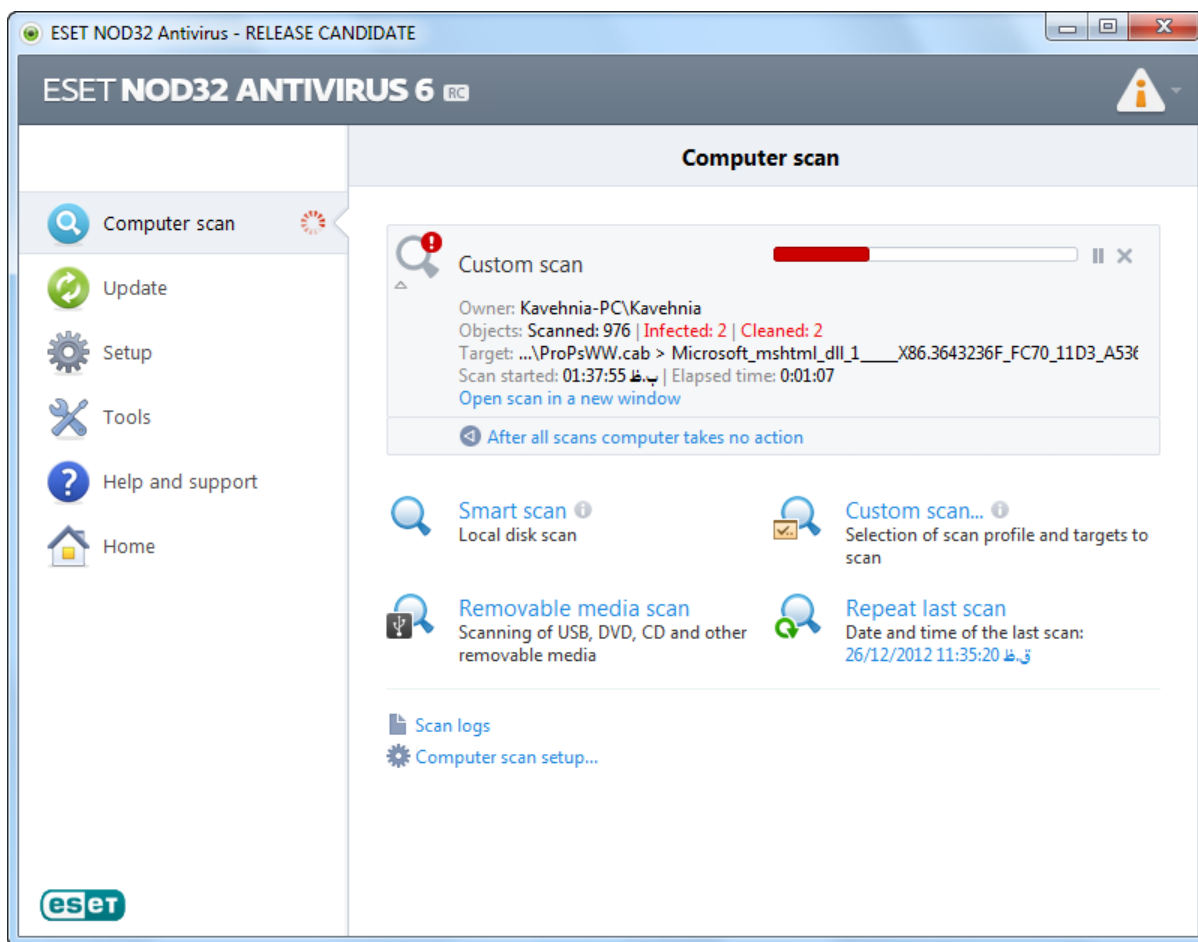 ESET NOD32 Antivirus - RELEASE CANDIDATE
ESET NOD32 ANTIVIRUS 6 RC
Computer scan
Computer scan
Update
Setup
Tools
Help and support
Home
Custom scan
Owner: Kavehnia-PC\Kavehnia
Objects: Scanned: 976 | Infected: 2 | Cleaned: 2
Target: ...\ProPsWW.cab > Microsoft_mshtml_dll_1____X86.3643236F_FC70_11D3_A536
Scan started: 01:37:55 ب.ظ | Elapsed time: 0:01:07
Open scan in a new window
After all scans computer takes no action
Smart scan
Local disk scan
Custom scan...
Selection of scan profile and targets to
scan
Removable media scan
Scanning of USB, DVD, CD and other
removable media
Repeat last scan
Date and time of the last scan:
26/12/2012 11:35:20 ق.ظ
Scan logs
Computer scan setup...
eset